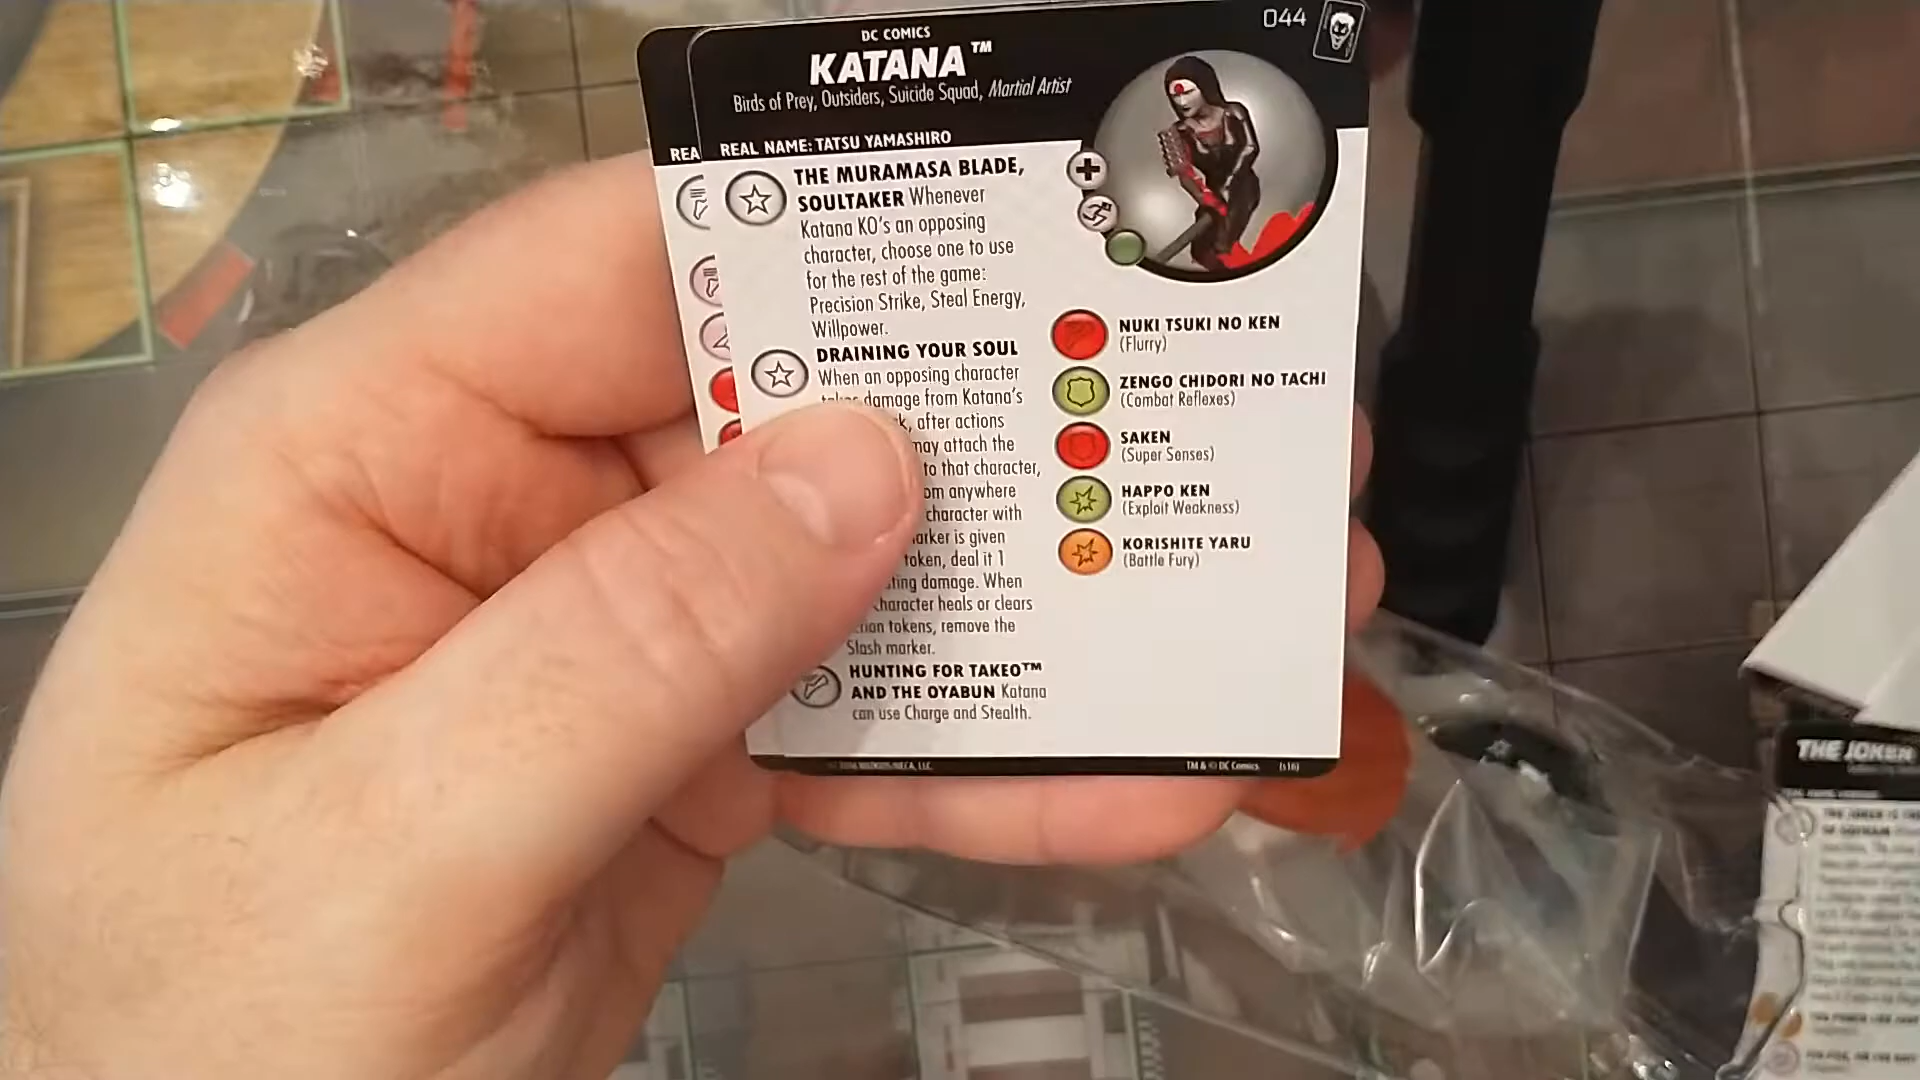 DC COMICS
044
KATANA™
Birds of Prey, Outsiders, Suicide Squad, Martial Artist
REA
REAL NAME: TATSU YAMASHIRO
THE MURAMASA BLADE,
SOULTAKER Whenever
Katana KO's an opposing
character, choose one to use
for the rest of the game:
Precision Strike, Steal Energy,
Willpower.
DRAINING YOUR SOUL
When an opposing character
damage from Katana's
k, after actions
may attach the
to that character,
om anywhere
character with
arker is given
token, deal it 1
ting damage. When
character heals or clears
tokens, remove the
Slash marker.
HUNTING FOR TAKEO™
AND THE OYABUN Katana
can use Charge and Stealth.
NUKI TSUKI NO KEN
(Flurry)
ZENGO CHIDORI NO TACHI
(Combat Reflexes)
SAKEN
(Super Senses)
HAPPO KEN
(Exploit Weakness)
KORISHITE YARU
(Battle Fury)
TM & © DC Comics. (s16)
THE JOKER